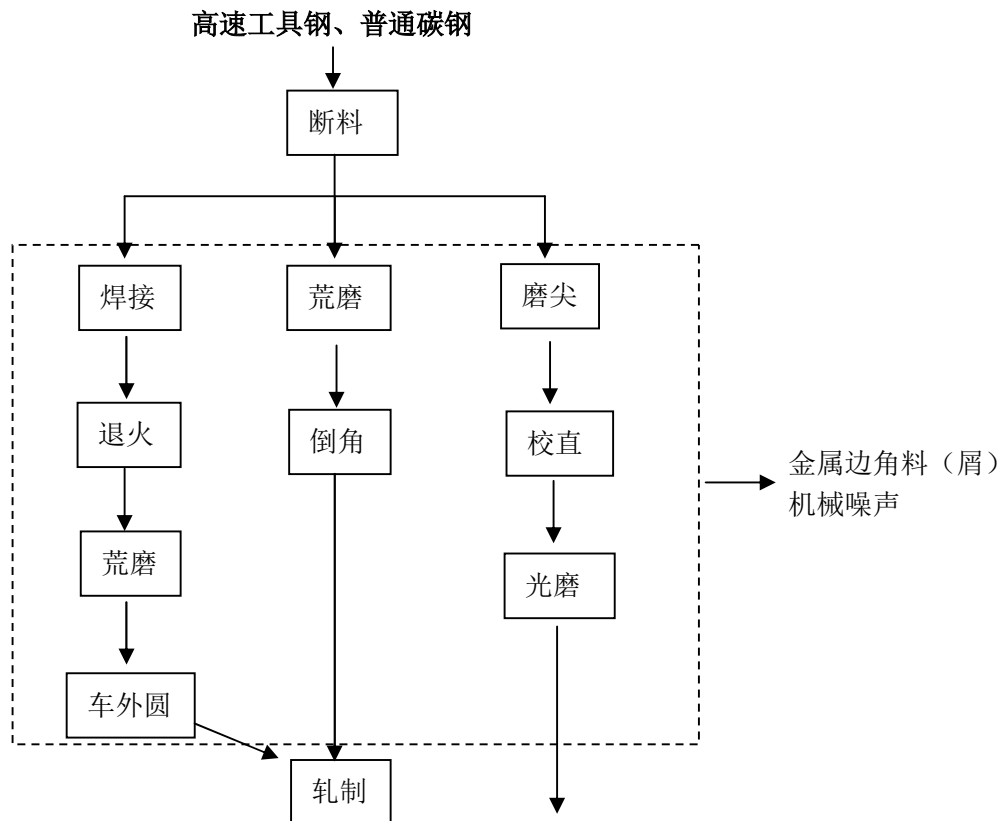 高速工具钢、普通碳钢
断料
焊接
荒磨
磨尖
退火
倒角
校直
金属边角料（屑）
机械噪声
荒磨
光磨
车外圆
轧制